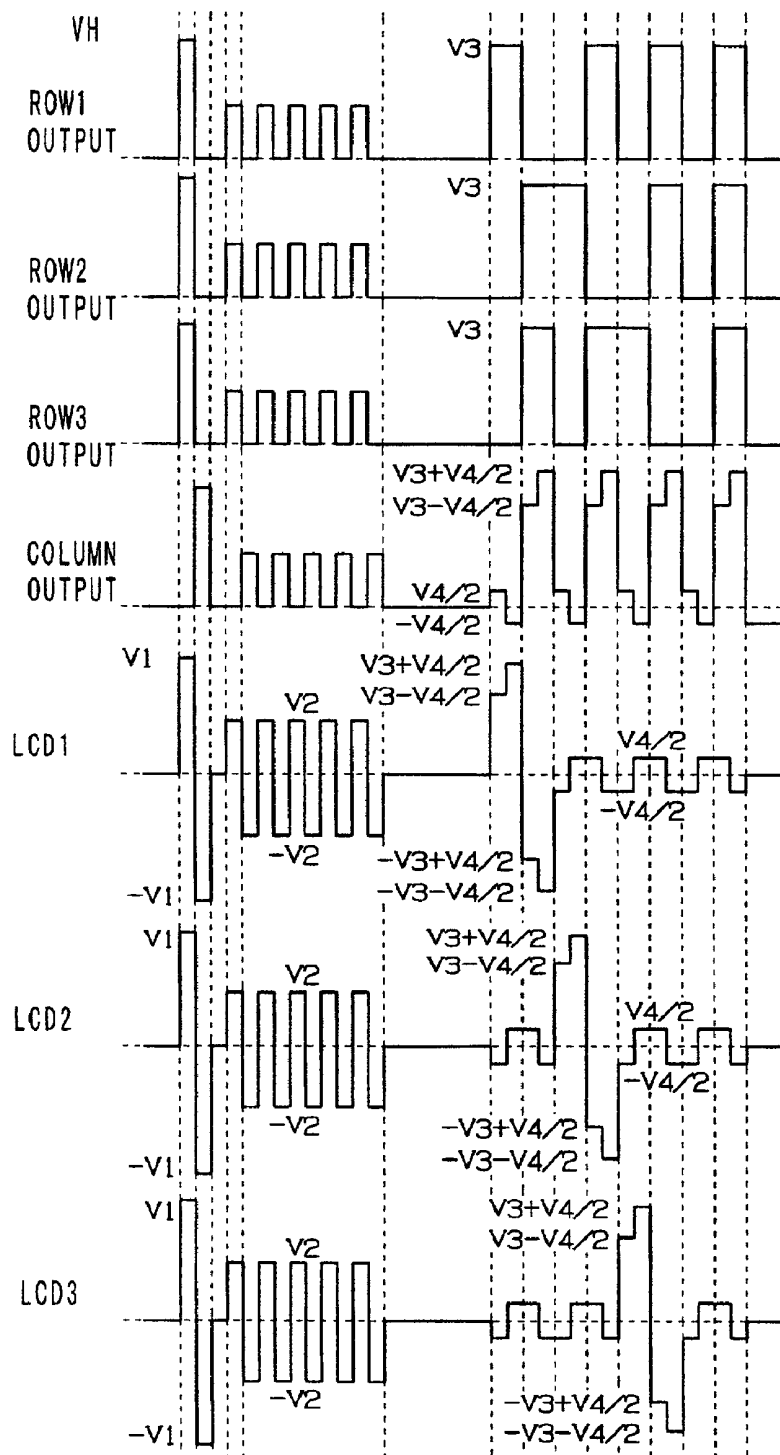 VH
V3
ROW1
OUTPUT
V3
ROW2
OUTPUT
V3
ROW3
OUTPUT
V3+V4/2
V3-V4/2
COLUMN
OUTPUT
V4/2
-V4/2
V1
V3+V4/2
V3-V4/2
V2
LCD1
V4/2
-V4/2
-V2
-V3+V4/2
-V3-V4/2
-V1
V1
V3+V4/2
V3-V4/2
V2
LCD2
V4/2
-V4/2
-V2
-V3+V4/2
-V3-V4/2
-V1
V1
V3+V4/2
V3-V4/2
V2
LCD3
-V2
-V3+V4/2
-V3-V4/2
-V1